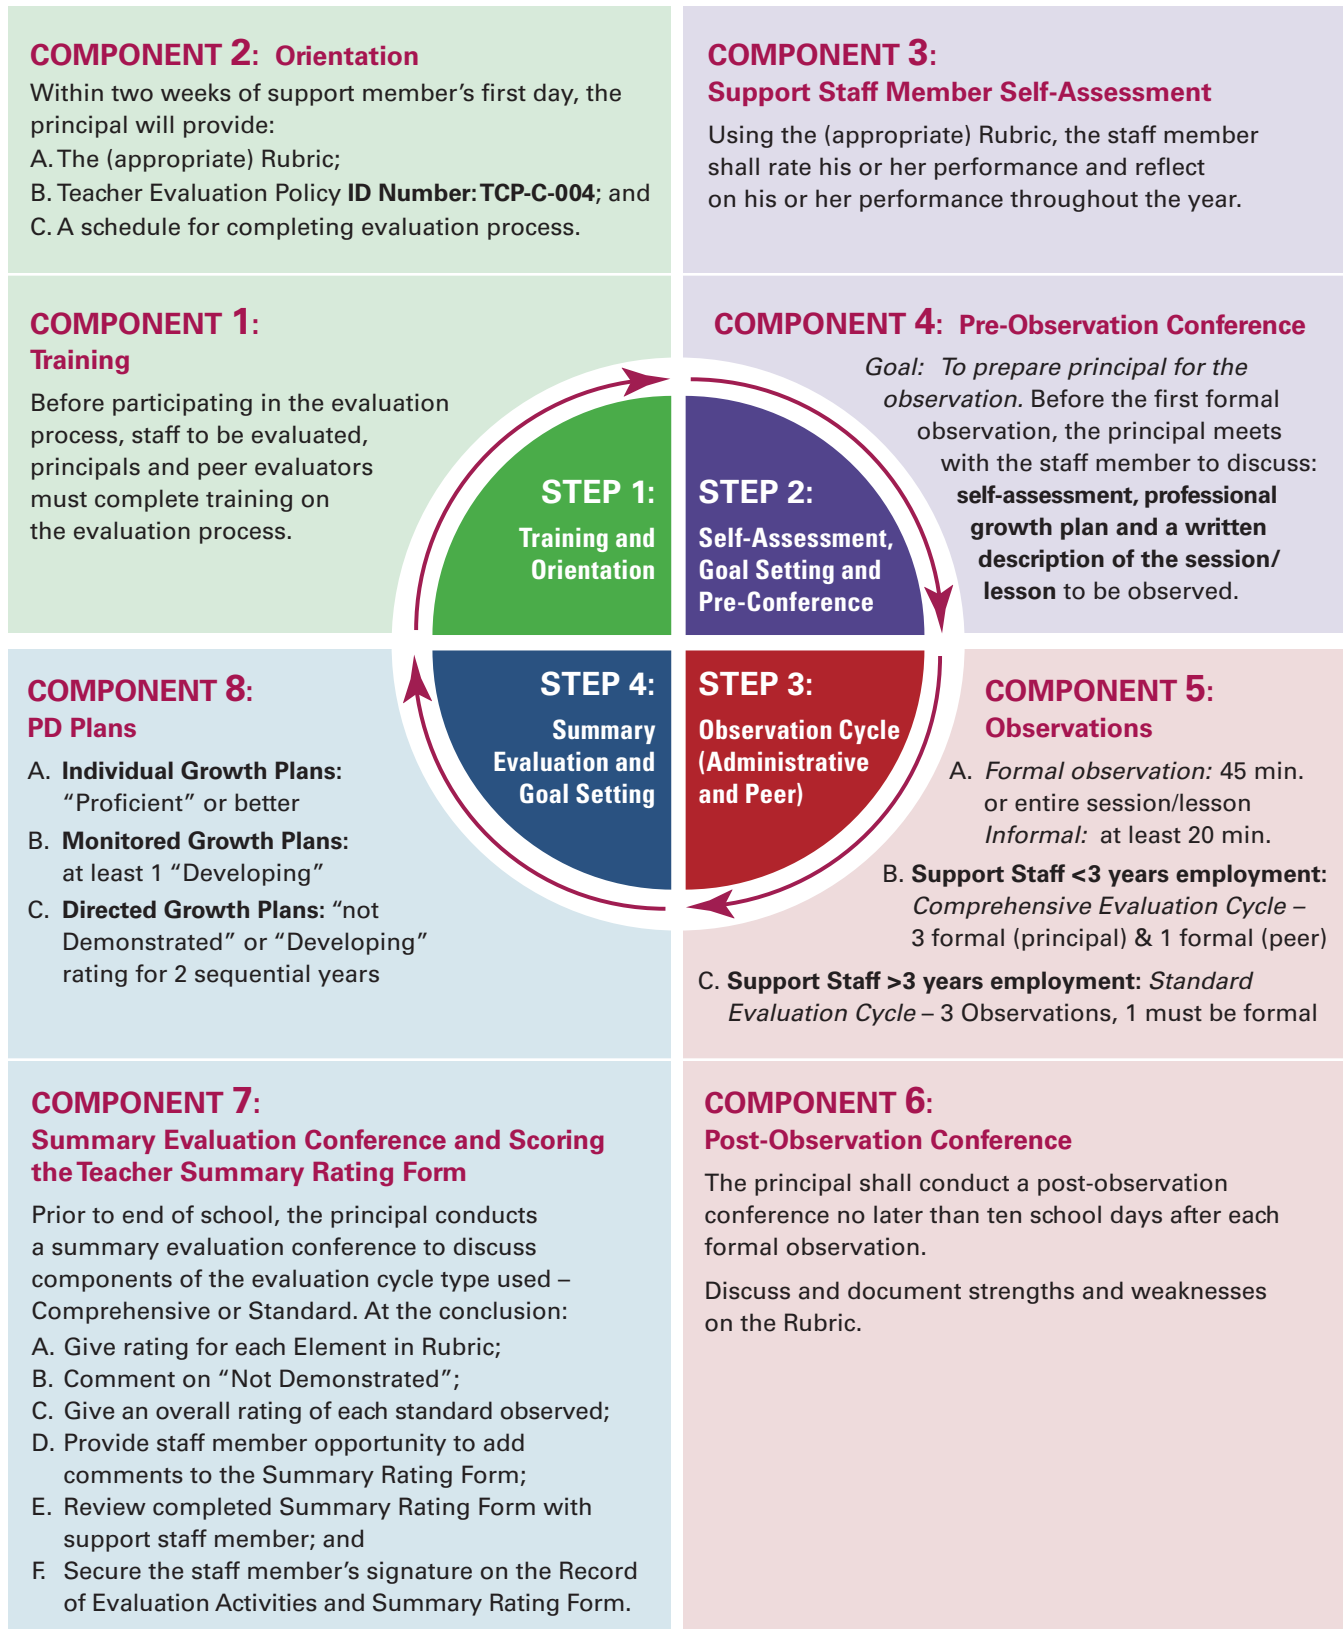 COMPONENT 2: Orientation
Within two weeks of support member’s first day, the
principal will provide:
A. The (appropriate) Rubric;
B. Teacher Evaluation Policy ID Number: TCP-C-004; and
C. A schedule for completing evaluation process.
COMPONENT 3:
Support Staff Member Self-Assessment
Using the (appropriate) Rubric, the staff member
shall rate his or her performance and reflect
on his or her performance throughout the year.
COMPONENT 1:
Training
Before participating in the evaluation
process, staff to be evaluated,
principals and peer evaluators
must complete training on
the evaluation process.
COMPONENT 4: Pre-Observation Conference
Goal: To prepare principal for the
observation. Before the first formal
observation, the principal meets
with the staff member to discuss:
self-assessment, professional
growth plan and a written
description of the session/
lesson to be observed.
STEP 1:
Training and
Orientation
STEP 2:
Self-Assessment,
Goal Setting and
Pre-Conference
STEP 4:
Summary
Evaluation and
Goal Setting
STEP 3:
Observation Cycle
(Administrative
and Peer)
COMPONENT 8:
PD Plans
A. Individual Growth Plans:
“Proficient” or better
B. Monitored Growth Plans:
at least 1 “Developing”
C. Directed Growth Plans: “not
Demonstrated” or “Developing”
rating for 2 sequential years
COMPONENT 5:
Observations
A. Formal observation: 45 min.
or entire session/lesson
Informal: at least 20 min.
B. Support Staff <3 years employment:
Comprehensive Evaluation Cycle –
3 formal (principal) & 1 formal (peer)
C. Support Staff >3 years employment: Standard
Evaluation Cycle – 3 Observations, 1 must be formal
COMPONENT 7:
Summary Evaluation Conference and Scoring
the Teacher Summary Rating Form
Prior to end of school, the principal conducts
a summary evaluation conference to discuss
components of the evaluation cycle type used –
Comprehensive or Standard. At the conclusion:
A. Give rating for each Element in Rubric;
B. Comment on “Not Demonstrated”;
C. Give an overall rating of each standard observed;
D. Provide staff member opportunity to add
comments to the Summary Rating Form;
E. Review completed Summary Rating Form with
support staff member; and
F. Secure the staff member’s signature on the Record
of Evaluation Activities and Summary Rating Form.
COMPONENT 6:
Post-Observation Conference
The principal shall conduct a post-observation
conference no later than ten school days after each
formal observation.
Discuss and document strengths and weaknesses
on the Rubric.